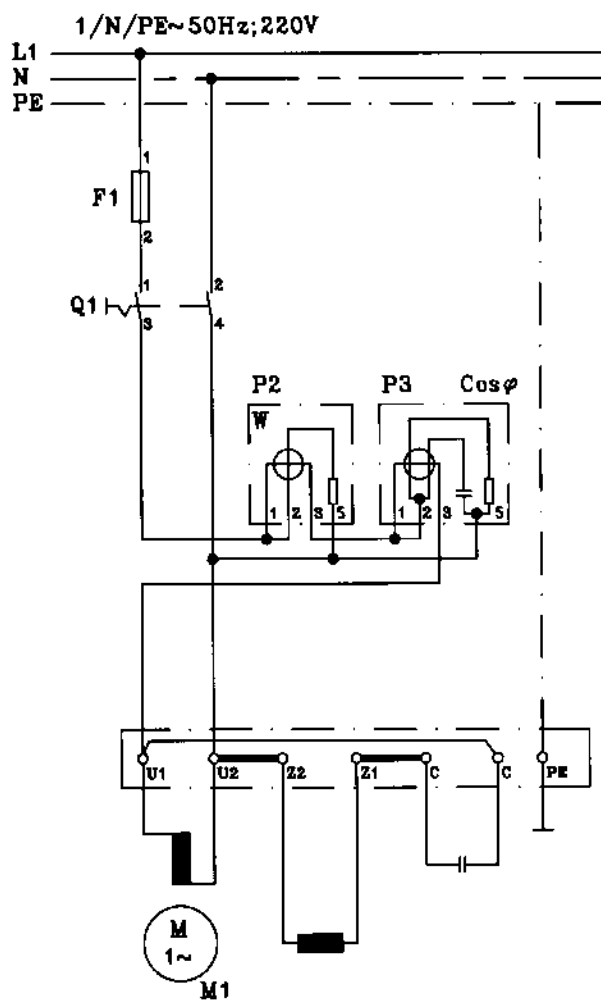 1/N/PE~50Hz;220V
L1
N
PE
1
F1
2
1 2
Q1
3 4
P2 P3 Cosφ
W
1 2 3 5 1 2 3 5
U1 U2 Z2 Z1 C C PE
M
1~
M1